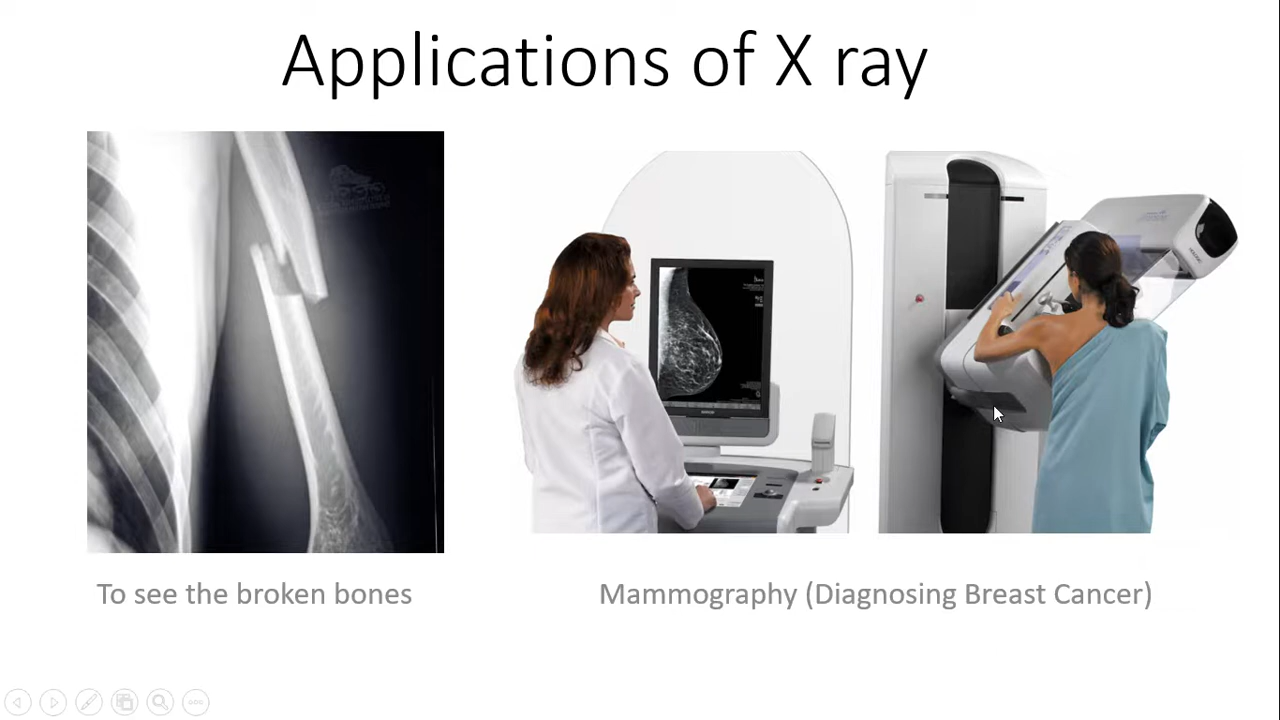 Applications of X ray
To see the broken bones
Mammography (Diagnosing Breast Cancer)